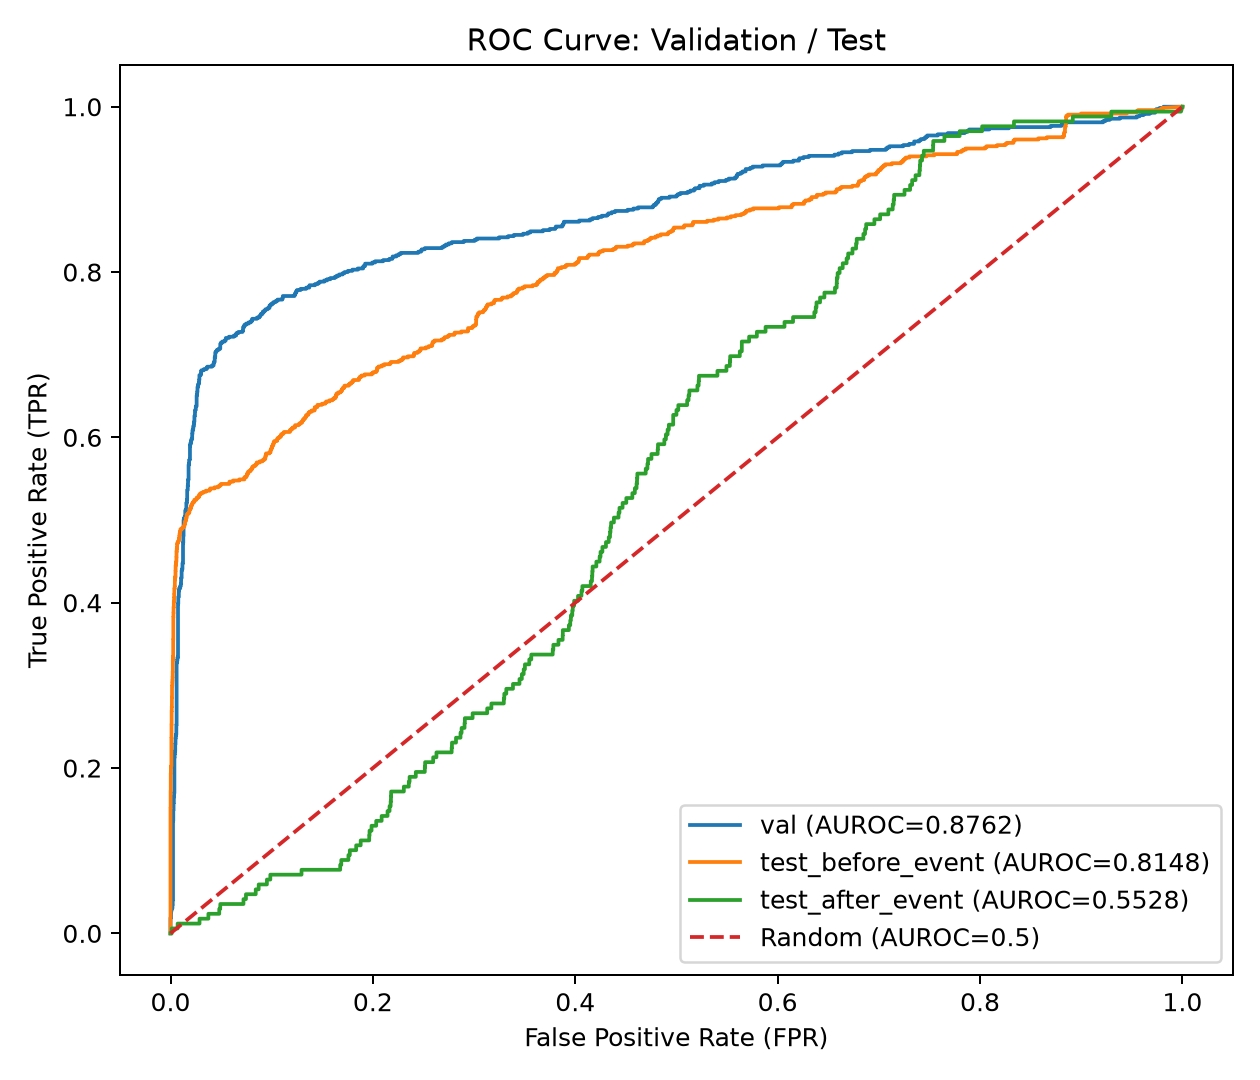 ROC Curve: Validation / Test
True Positive Rate (TPR)
1.0
0.8
0.6
0.4
0.2
0.0
val (AUROC=0.8762)
test_before_event (AUROC=0.8148)
test_after_event (AUROC=0.5528)
Random (AUROC=0.5)
0.0 0.2 0.4 0.6 0.8 1.0
False Positive Rate (FPR)